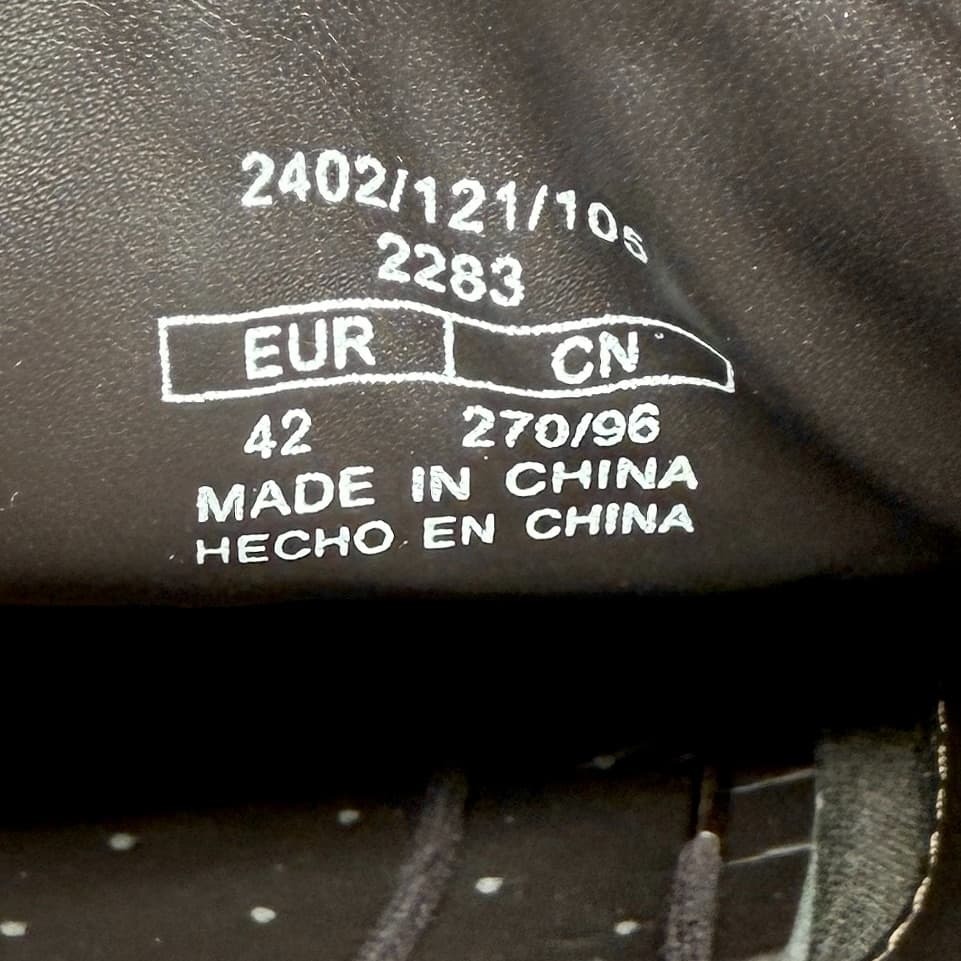 2402/121/105
2283
EUR CN
42 270/96
MADE IN CHINA
HECHO EN CHINA